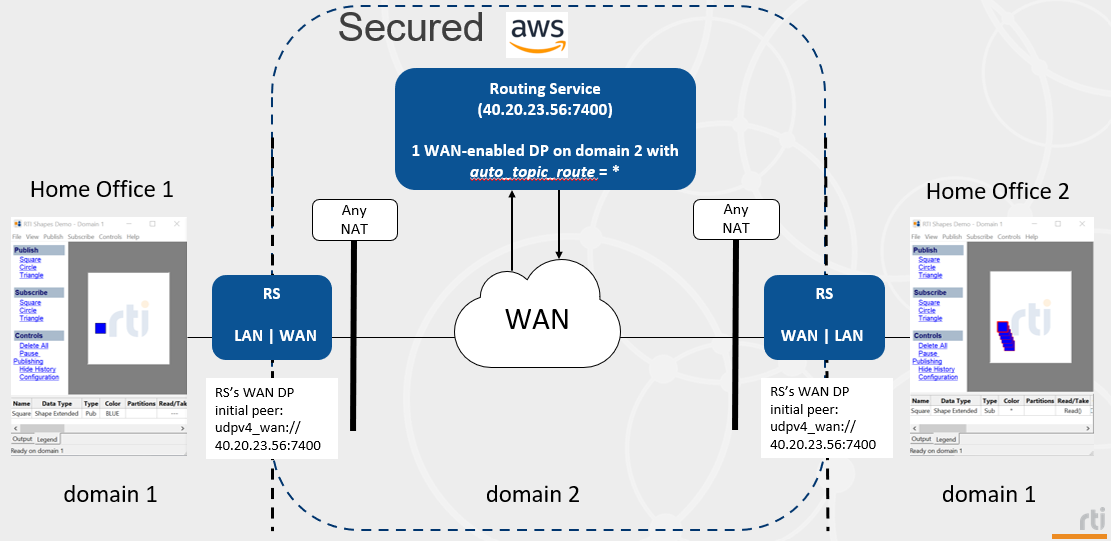 Secured
aws
Routing Service
(40.20.23.56:7400)
1 WAN-enabled DP on domain 2 with
auto_topic_route = *
Home Office 1
RTI Shapes Demo - Domain 1
File View Publish Subscribe Controls Help
Publish
Square
Circle
Triangle
Subscribe
Square
Circle
Triangle
Controls
Delete All
Pause
Publishing
Hide History
Configuration
rti
Name Data Type Type Color Partitions Read/Tak
Square Shape Extended Pub BLUE ---
Output Legend
Ready on domain 1
domain 1
Any
NAT
RS
LAN | WAN
RS's WAN DP
initial peer:
udpv4_wan://
40.20.23.56:7400
WAN
domain 2
Any
NAT
RS
WAN | LAN
RS's WAN DP
initial peer:
udpv4_wan://
40.20.23.56:7400
Home Office 2
RTI Shapes Demo - Domain 1
File View Publish Subscribe Controls Help
Publish
Square
Circle
Triangle
Subscribe
Square
Circle
Triangle
Controls
Delete All
Pause
Publishing
Hide History
Configuration
rti
Name Data Type Type Color Partitions Read/Take
Square Shape Extended Sub * Read()
Output Legend
Ready on domain 1
domain 1
rti